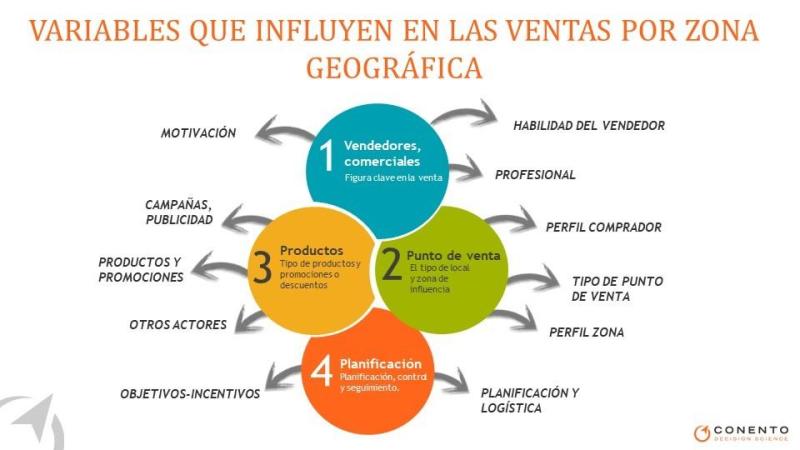 VARIABLES QUE INFLUYEN EN LAS VENTAS POR ZONA
GEOGRÁFICA
MOTIVACIÓN
HABILIDAD DEL VENDEDOR
1
Vendedores,
comerciales
Figura clave en la venta
PROFESIONAL
CAMPAÑAS,
PUBLICIDAD
PERFIL COMPRADOR
PRODUCTOS Y
PROMOCIONES
3
Productos
Tipo de productos y
promociones o
descuentos
2
Punto de venta
El tipo de local
y zona de
influencia
TIPO DE PUNTO
DE VENTA
OTROS ACTORES
PERFIL ZONA
4
Planificación
Planificación, control
y seguimiento.
OBJETIVOS-INCENTIVOS
PLANIFICACIÓN Y
LOGÍSTICA
CONENTO
DECISION SCIENCE